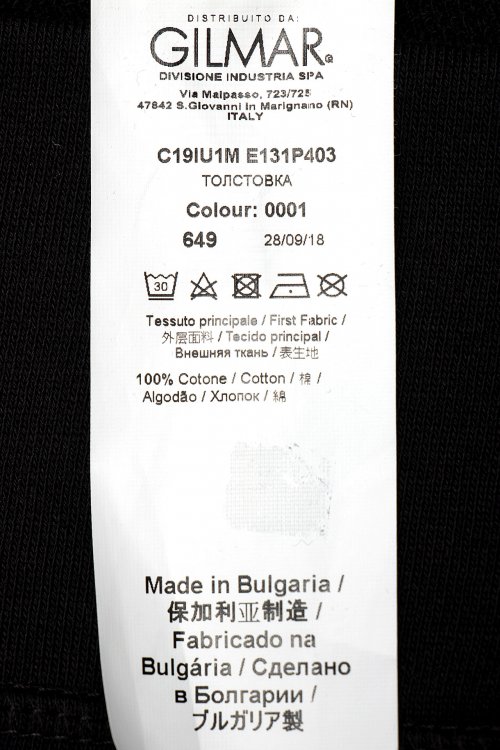 DISTRIBUITO DA:
GILMAR®
DIVISIONE INDUSTRIA SPA
Via Malpasso, 723/725
47842 S.Giovanni in Marignano (RN)
ITALY
C19IU1M E131P403
ТОЛСТОВКА
Colour: 0001
649 28/09/18
30
Tessuto principale / First Fabric /
外层面料 / Tecido principal /
Внешняя ткань / 表生地
100% Cotone / Cotton / 棉 /
Algodão / Хлопок / 綿
Made in Bulgaria /
保加利亚制造 /
Fabricado na
Bulgária / Сделано
в Болгарии /
ブルガリア製